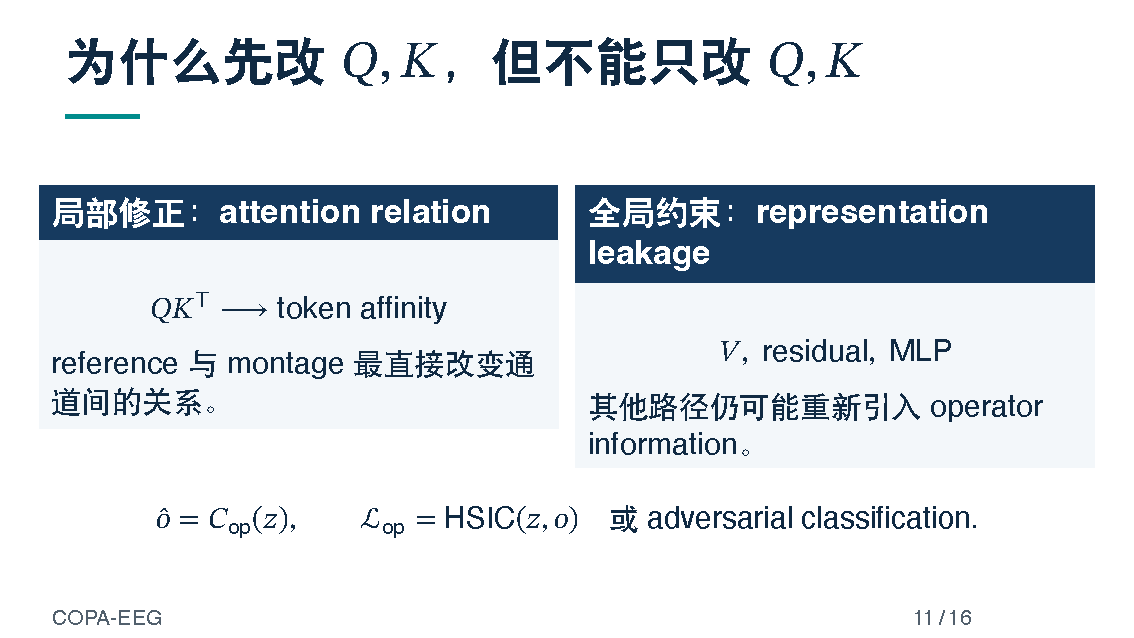 为什么先改 Q, K，但不能只改 Q, K
局部修正：attention relation
QK⊤ ⟶ token affinity
reference 与 montage 最直接改变通
道间的关系。
全局约束：representation
leakage
V, residual, MLP
其他路径仍可能重新引入 operator
information。
ô = C_op(z), ℒ_op = HSIC(z, o) 或 adversarial classification.
COPA-EEG
11 / 16